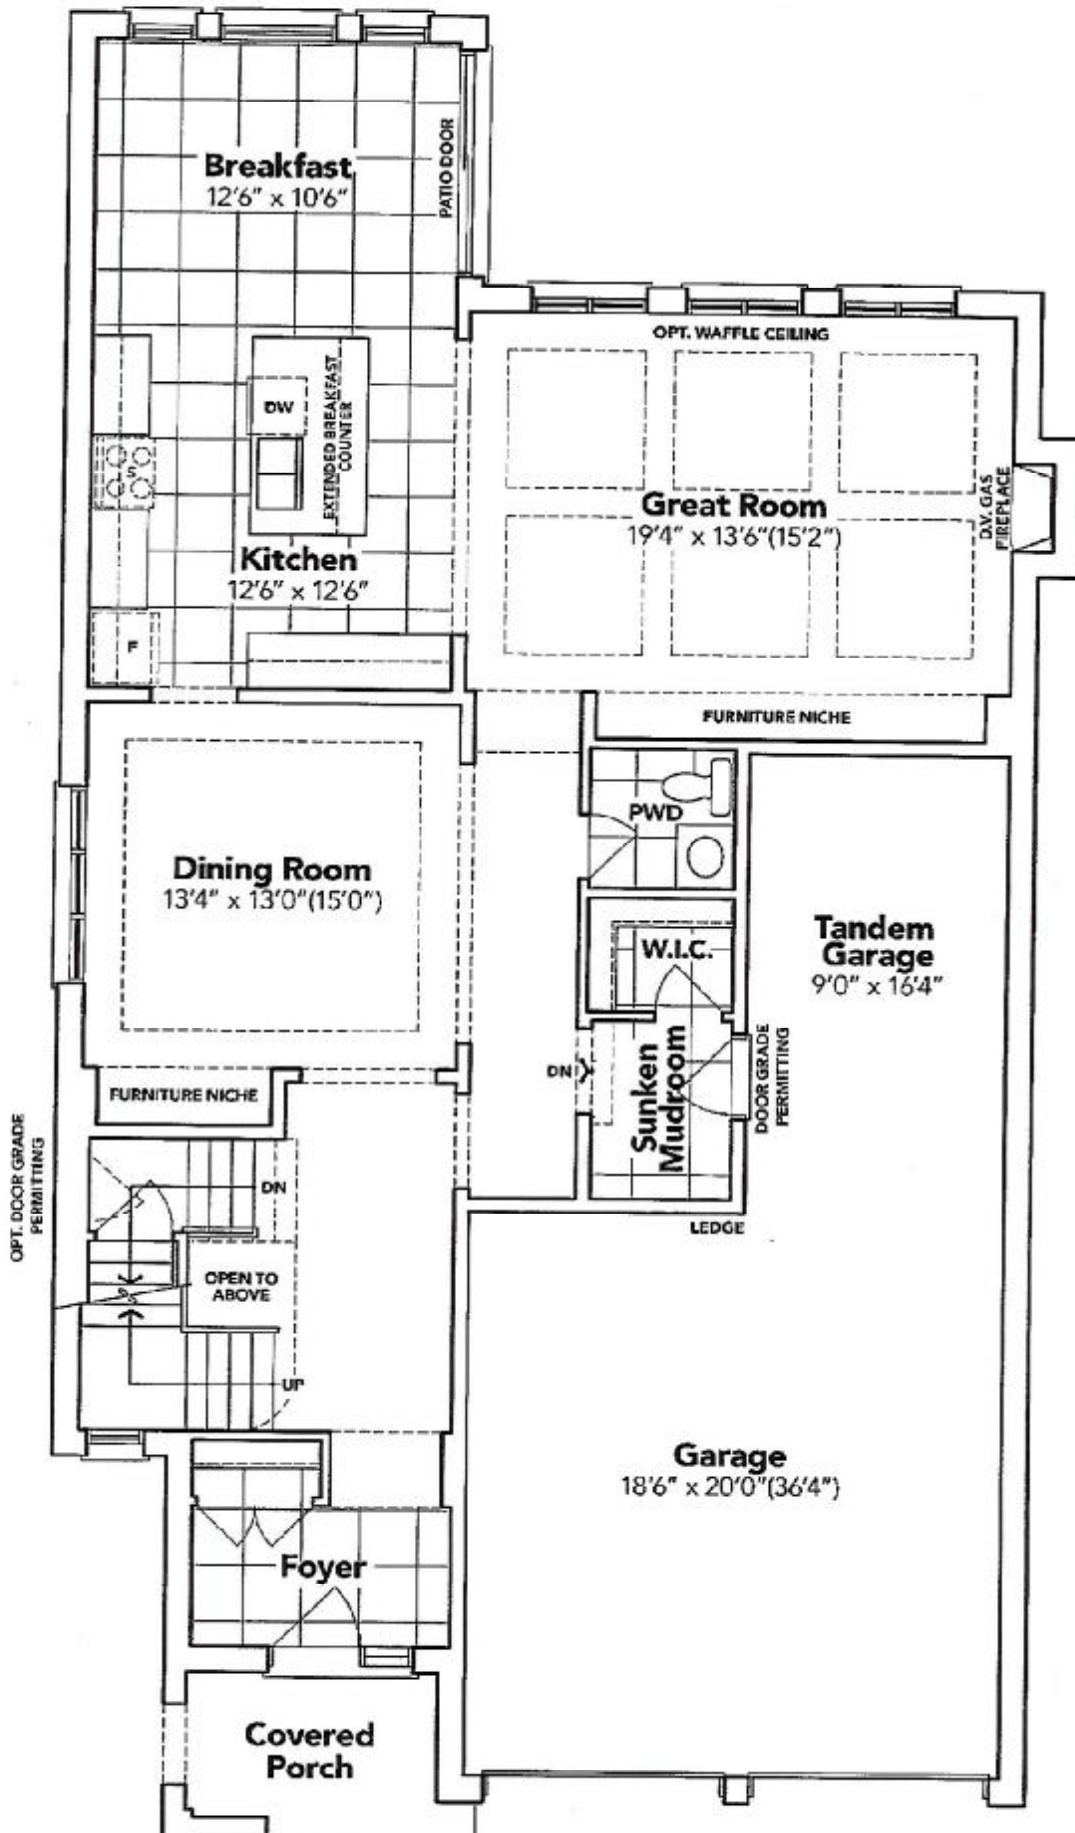 Breakfast
12'6" x 10'6"
PATIO DOOR
OPT. WAFFLE CEILING
DW
EXTENDED BREAKFAST
COUNTER
S
Great Room
19'4" x 13'6"(15'2")
D.V. GAS
FIREPLACE
Kitchen
12'6" x 12'6"
F
FURNITURE NICHE
PWD
Dining Room
13'4" x 13'0"(15'0")
W.I.C.
Tandem
Garage
9'0" x 16'4"
DN
Sunken
Mudroom
DOOR GRADE
PERMITTING
FURNITURE NICHE
OPT. DOOR GRADE
PERMITTING
DN
LEDGE
OPEN TO
ABOVE
UP
Garage
18'6" x 20'0"(36'4")
Foyer
Covered
Porch